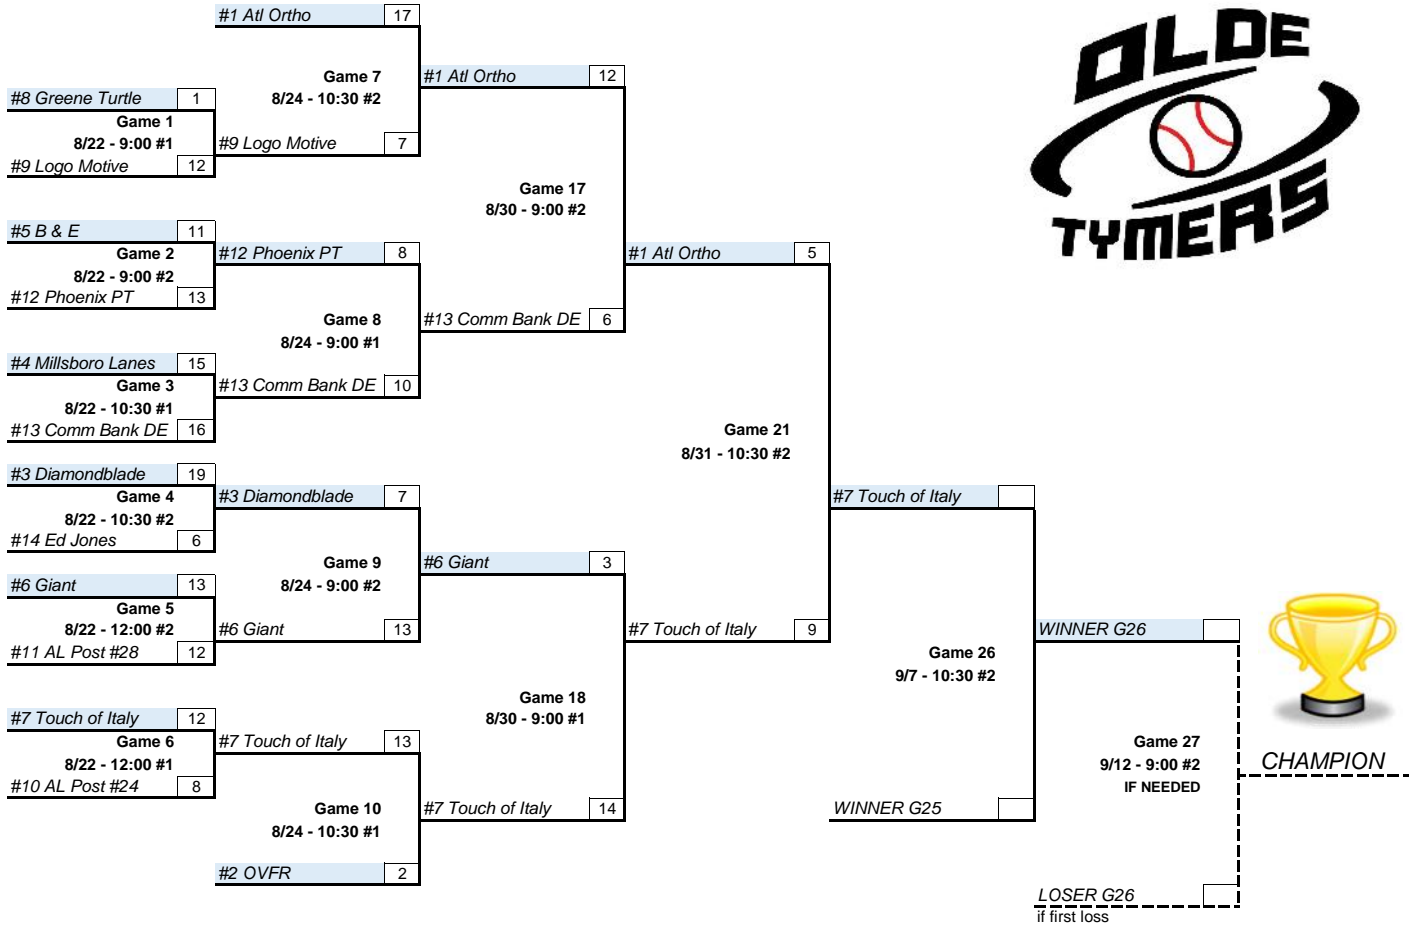 #1 Atl Ortho 17
Game 7
8/24 - 10:30 #2
#9 Logo Motive 7
#8 Greene Turtle 1
Game 1
8/22 - 9:00 #1
#9 Logo Motive 12
#5 B & E 11
Game 2
8/22 - 9:00 #2
#12 Phoenix PT 13
#12 Phoenix PT 8
Game 8
8/24 - 9:00 #1
#13 Comm Bank DE 10
#4 Millsboro Lanes 15
Game 3
8/22 - 10:30 #1
#13 Comm Bank DE 16
#3 Diamondblade 19
Game 4
8/22 - 10:30 #2
#14 Ed Jones 6
#3 Diamondblade 7
Game 9
8/24 - 9:00 #2
#6 Giant 13
#6 Giant 13
Game 5
8/22 - 12:00 #2
#11 AL Post #28 12
#7 Touch of Italy 12
Game 6
8/22 - 12:00 #1
#10 AL Post #24 8
#7 Touch of Italy 13
Game 10
8/24 - 10:30 #1
#2 OVFR 2
#1 Atl Ortho 12
Game 17
8/30 - 9:00 #2
#13 Comm Bank DE 6
#6 Giant 3
Game 18
8/30 - 9:00 #1
#7 Touch of Italy 14
#1 Atl Ortho 5
Game 21
8/31 - 10:30 #2
#7 Touch of Italy 9
#7 Touch of Italy
Game 26
9/7 - 10:30 #2
WINNER G25
WINNER G26
Game 27
9/12 - 9:00 #2
IF NEEDED
LOSER G26
if first loss
CHAMPION
OLDE
TYMERS